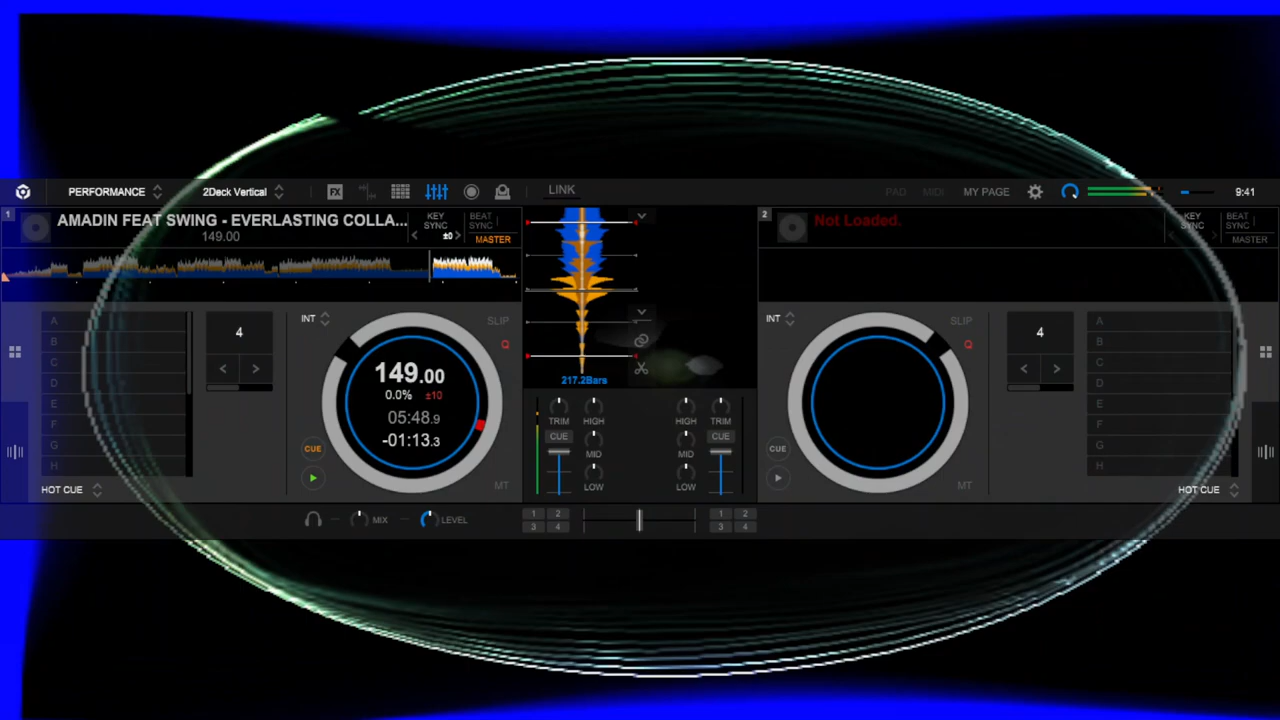 PERFORMANCE 2Deck Vertical FX LINK PAD MIDI MY PAGE 9:41
1 AMADIN FEAT SWING - EVERLASTING COLLA... KEY SYNC BEAT SYNC
149.00 ±0 MASTER
2 Not Loaded. KEY SYNC BEAT SYNC
MASTER
A
B
C
D
E
F
G
H
HOT CUE
4
INT
SLIP
Q
149.00
0.0% ±10
05:48.9
-01:13.3
CUE
MT
217.2Bars
TRIM HIGH HIGH TRIM
CUE CUE
MID MID
LOW LOW
INT
SLIP
Q
CUE
MT
4
A
B
C
D
E
F
G
H
HOT CUE
MIX LEVEL
1 2 1 2
3 4 3 4